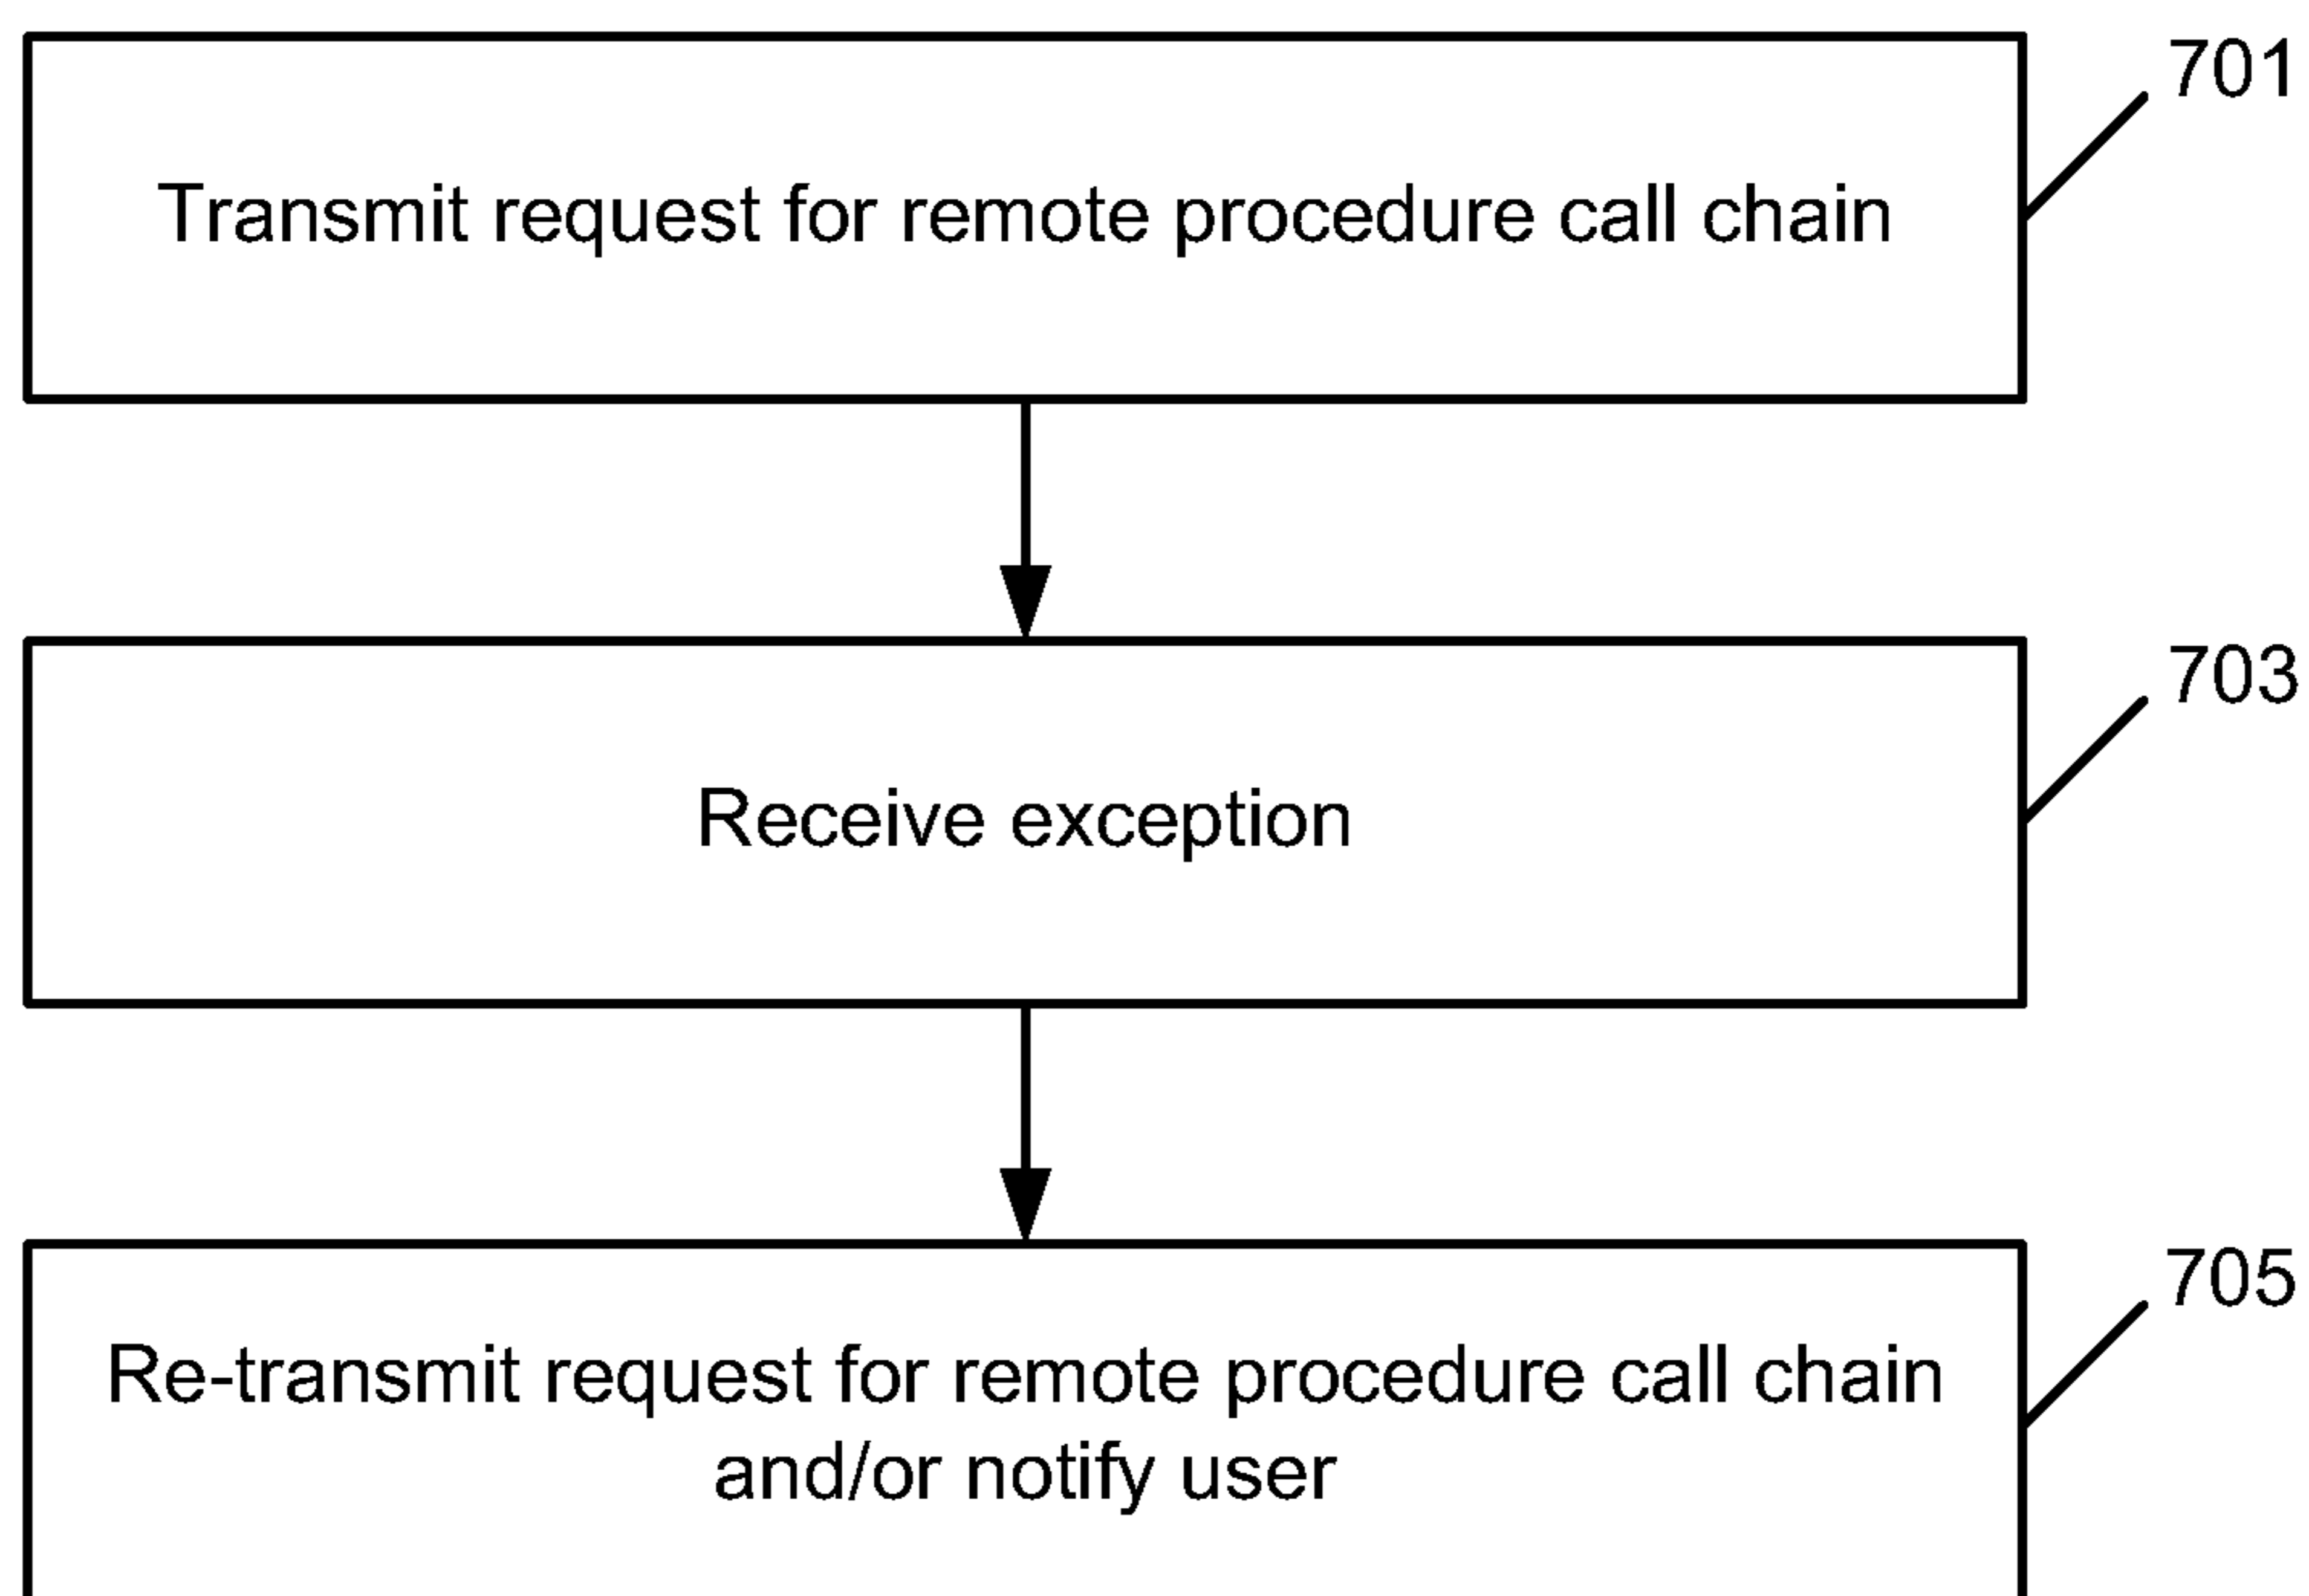 701
Transmit request for remote procedure call chain
703
Receive exception
705
Re-transmit request for remote procedure call chain
and/or notify user